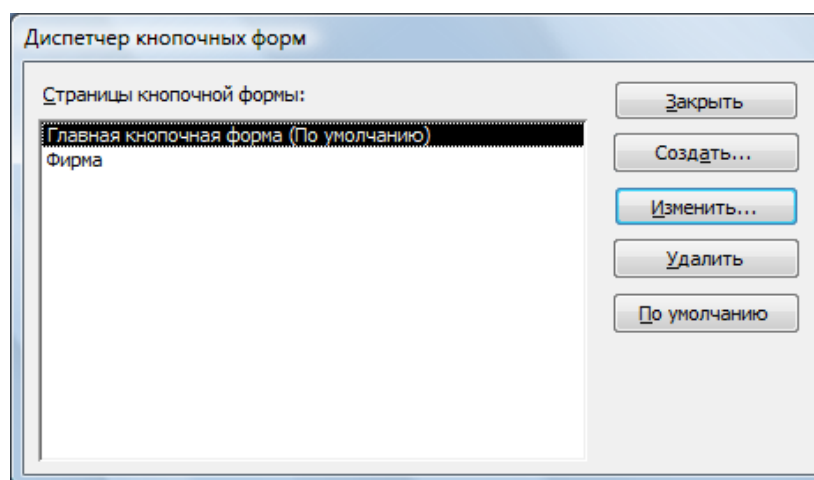 Диспетчер кнопочных форм
Страницы кнопочной формы:
Главная кнопочная форма (По умолчанию)
Фирма
Закрыть
Создать...
Изменить...
Удалить
По умолчанию